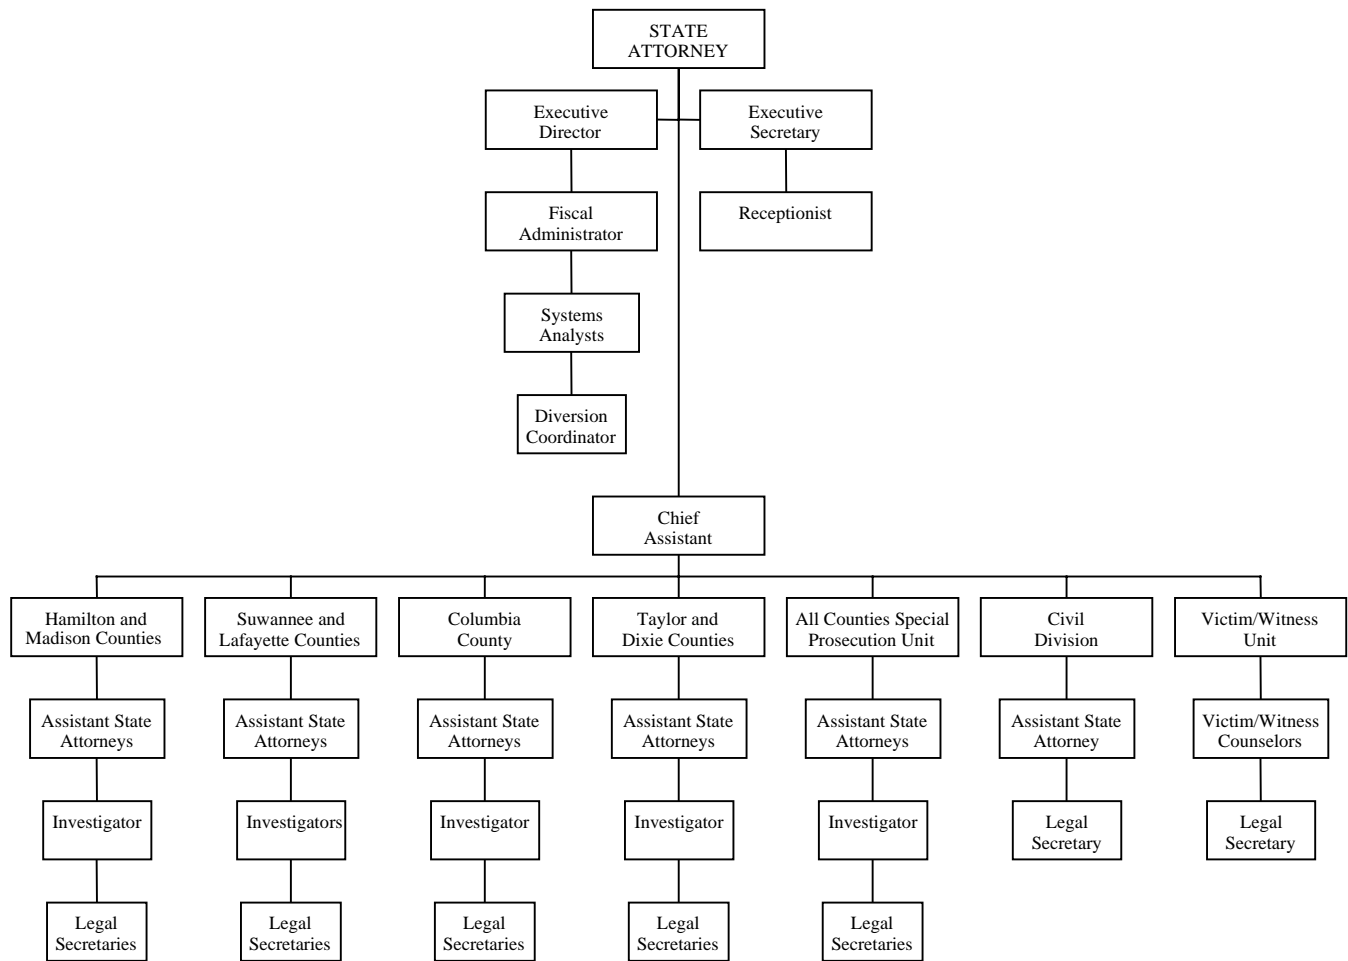 STATE
ATTORNEY
Executive
Director
Executive
Secretary
Fiscal
Administrator
Receptionist
Systems
Analysts
Diversion
Coordinator
Chief
Assistant
Hamilton and
Madison Counties
Suwannee and
Lafayette Counties
Columbia
County
Taylor and
Dixie Counties
All Counties Special
Prosecution Unit
Civil
Division
Victim/Witness
Unit
Assistant State
Attorneys
Assistant State
Attorneys
Assistant State
Attorneys
Assistant State
Attorneys
Assistant State
Attorneys
Assistant State
Attorney
Victim/Witness
Counselors
Investigator
Investigators
Investigator
Investigator
Investigator
Legal
Secretary
Legal
Secretary
Legal
Secretaries
Legal
Secretaries
Legal
Secretaries
Legal
Secretaries
Legal
Secretaries